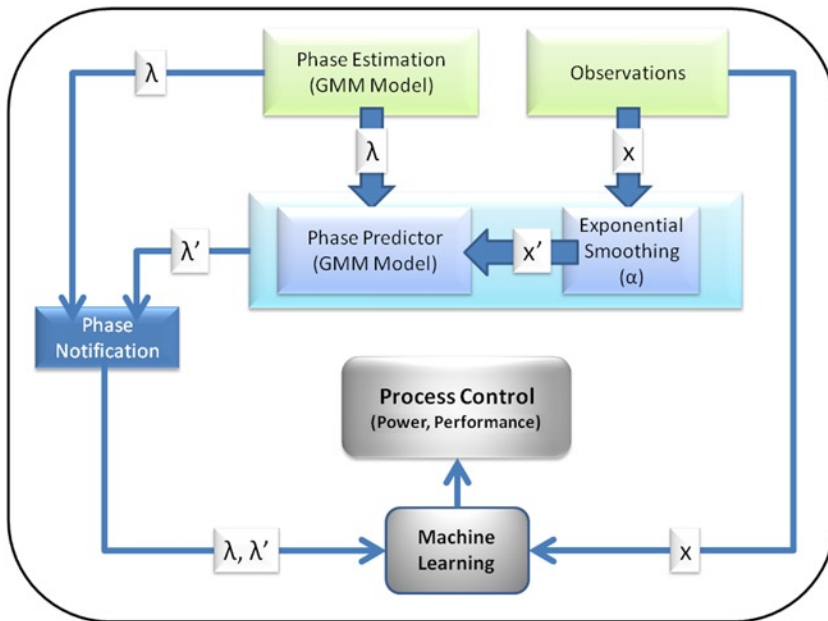 Phase Estimation
(GMM Model)
Observations
λ
λ
x
Phase Predictor
(GMM Model)
x’
Exponential
Smoothing
(α)
λ’
Phase
Notification
Process Control
(Power, Performance)
Machine
Learning
λ, λ’
x